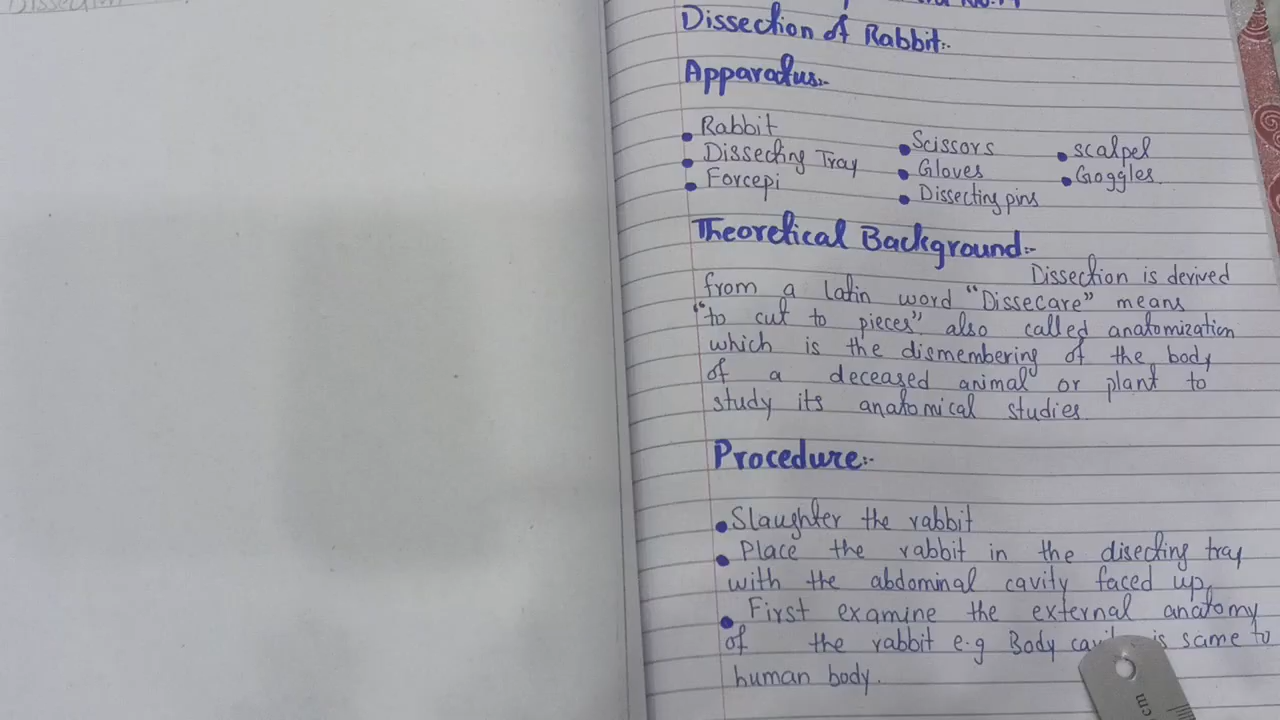 Dissection of Rabbit:-
Apparatus:-
Rabbit
Dissecting Tray
Forcepi
Scissors
Gloves
Dissecting pins
scalpel
Goggles
Theoretical Background:-
Dissection is derived
from a latin word "Dissecare" means
"to cut to pieces" also called anatomization
which is the dismembering of the body
of a deceased animal or plant to
study its anatomical studies
Procedure:-
Slaughter the rabbit
Place the rabbit in the disecting tray
with the abdominal cavity faced up.
First examine the external anatomy
of the rabbit e.g Body is same to
human body.
cm